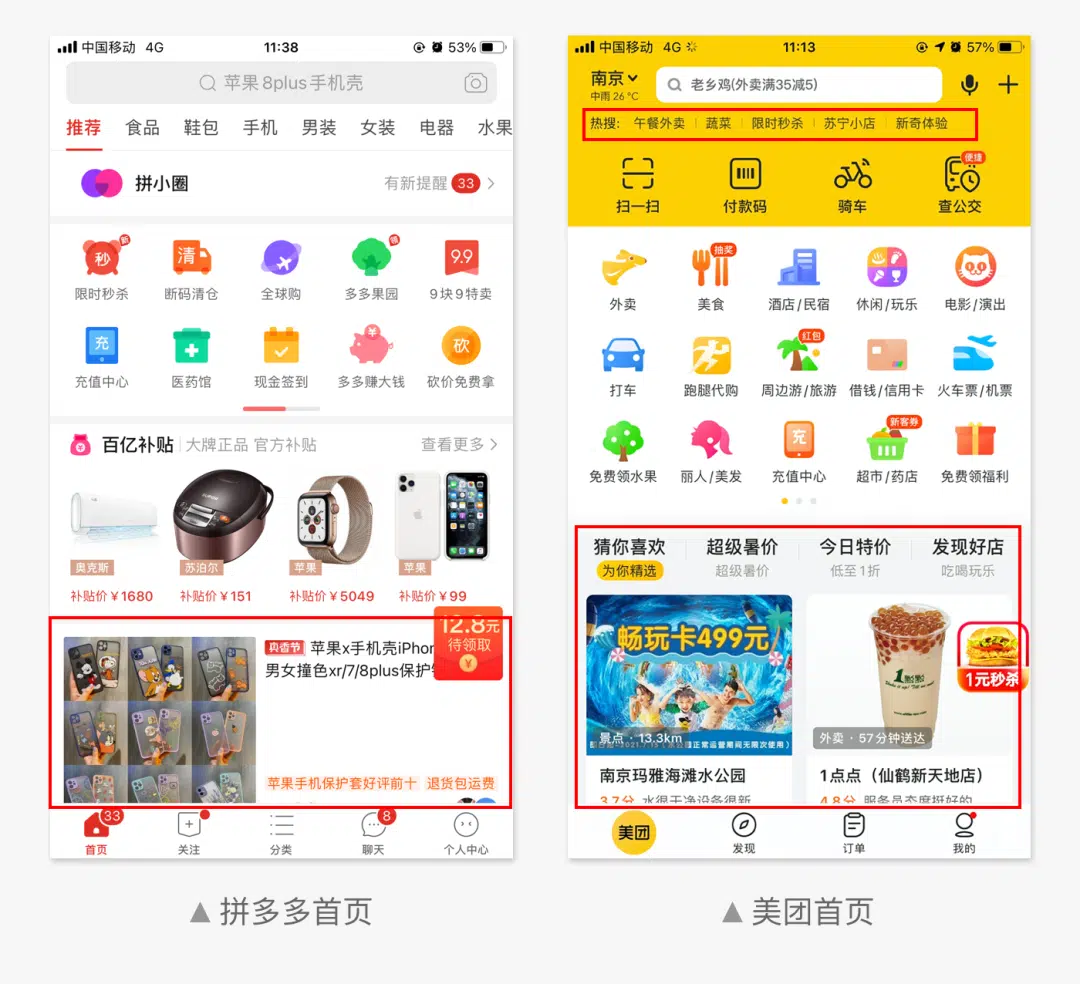 中国移动 4G 11:38 53%
苹果8plus手机壳
推荐 食品 鞋包 手机 男装 女装 电器 水果
拼小圈 有新提醒 33
秒 新 清 领 9.9
限时秒杀 断码清仓 全球购 多多果园 9块9特卖
充 ¥ 砍
充值中心 医药馆 现金签到 多多赚大钱 砍价免费拿
百亿补贴 大牌正品 官方补贴 查看更多
奥克斯 苏泊尔 苹果 苹果
补贴价¥1680 补贴价¥151 补贴价¥5049 补贴价¥99
12.8元
待领取
¥
真香节 苹果x手机壳iPhor
男女撞色xr/7/8plus保护
苹果手机保护套好评前十 退货包运费
33 8
首页 关注 分类 聊天 个人中心
▲拼多多首页
中国移动 4G 11:13 57%
南京
中雨 26 °C
老乡鸡(外卖满35减5)
热搜: 午餐外卖 蔬菜 限时秒杀 苏宁小店 新奇体验
便捷
扫一扫 付款码 骑车 查公交
抽奖
外卖 美食 酒店/民宿 休闲/玩乐 电影/演出
红包
打车 跑腿代购 周边游/旅游 借钱/信用卡 火车票/机票
充 新客券
免费领水果 丽人/美发 充值中心 超市/药店 免费领福利
猜你喜欢 超级暑价 今日特价 发现好店
为你精选 超级暑价 低至1折 吃喝玩乐
畅玩卡499元
1點點
1元秒杀
景点 · 13.3km
外卖 · 57分钟送达
正常运营期间无限次使用)
南京玛雅海滩水公园 1点点（仙鹤新天地店）
3.7分 水很干净设备很新 4.8分 服务员态度挺好的
美团 发现 订单 我的
▲美团首页